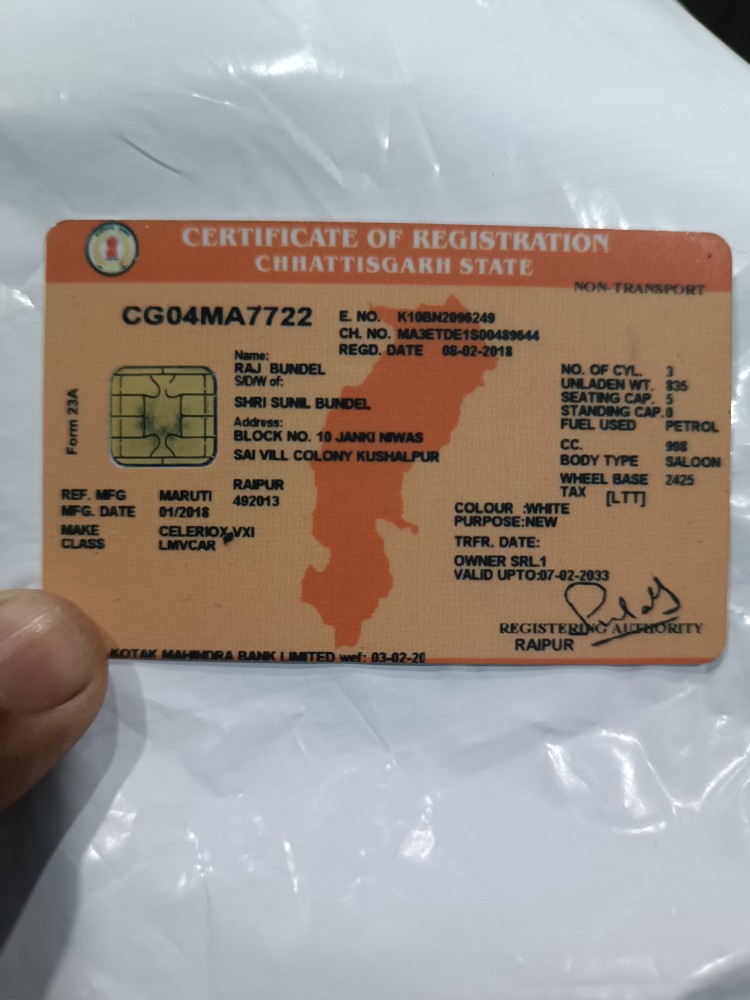 CERTIFICATE OF REGISTRATION
CHHATTISGARH STATE
NON-TRANSPORT
CG04MA7722
E. NO. K10BN2096249
CH. NO. MA3ETDE1S00489644
REGD. DATE 08-02-2018
Form 23A
Name:
RAJ BUNDEL
S/D/W of:
SHRI SUNIL BUNDEL
Address:
BLOCK NO. 10 JANKI NIWAS
SAI VILL COLONY KUSHALPUR
RAIPUR
492013
NO. OF CYL. 3
UNLADEN WT. 835
SEATING CAP. 5
STANDING CAP. 0
FUEL USED PETROL
CC. 998
BODY TYPE SALOON
WHEEL BASE 2425
TAX [LTT]
REF. MFG MARUTI
MFG. DATE 01/2018
MAKE CELERIOX VXI
CLASS LMVCAR
COLOUR :WHITE
PURPOSE:NEW
TRFR. DATE:
OWNER SRL.1
VALID UPTO:07-02-2033
REGISTERING AUTHORITY
RAIPUR
KOTAK MAHINDRA BANK LIMITED wef: 03-02-20